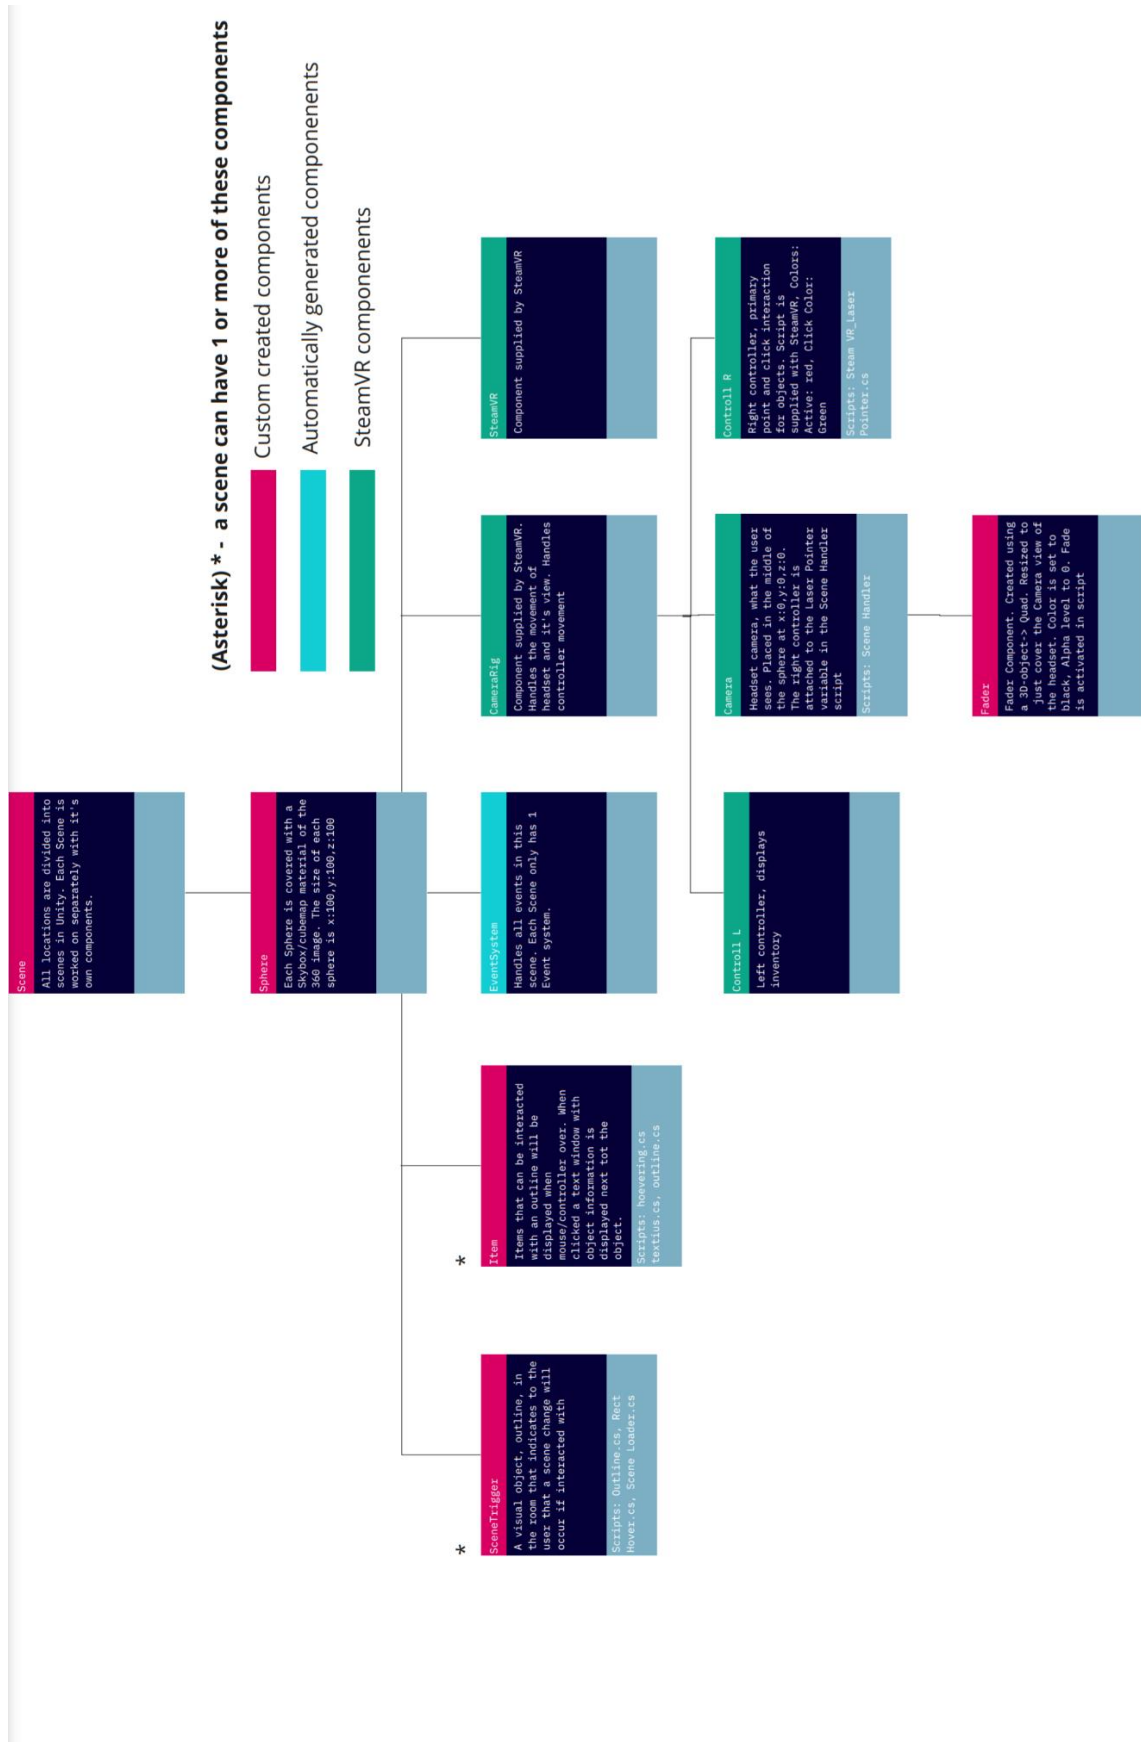 (Asterisk) * - a scene can have 1 or more of these components
Custom created components
Automatically generated componenents
SteamVR componenents
Scene
All locations are divided into
scenes in Unity. Each Scene is
worked on separately with it's
own components.
Sphere
Each Sphere is covered with a
Skybox/cubemap material of the
360 image. The size of each
sphere is x:100,y:100,z:100
*
SceneTrigger
A visual object, outline, in
the room that indicates to the
user that a scene change will
occur if interacted with
Scripts: Outline.cs, Rect
Hover.cs, Scene Loader.cs
*
Item
Items that can be interacted
with an outline will be
displayed when
mouse/controller over. When
clicked a text window with
object information is
displayed next tot the
object.
Scripts: hoevering.cs
textius.cs, outline.cs
EventSystem
Handles all events in this
scene. Each Scene only has 1
Event system.
CameraRig
Component supplied by SteamVR.
Handles the movement of
headset and it's view. Handles
controller movement
SteamVR
Component supplied by SteamVR
Controll L
Left controller, displays
inventory
Camera
Headset camera, what the user
sees. Placed in the middle of
the sphere at x:0,y:0,z:0.
The right controller is
attached to the Laser Pointer
variable in the Scene Handler
script
Scripts: Scene Handler
Controll R
Right controller, primary
point and click interaction
for objects. Script is
supplied with SteamVR, Colors:
Active: red, Click Color:
Green
Scripts: Steam VR_Laser
Pointer.cs
Fader
Fader Component. Created using
a 3D-object-> Quad. Resized to
just cover the Camera view of
the headset. Color is set to
black, Alpha level to 0. Fade
is activated in script